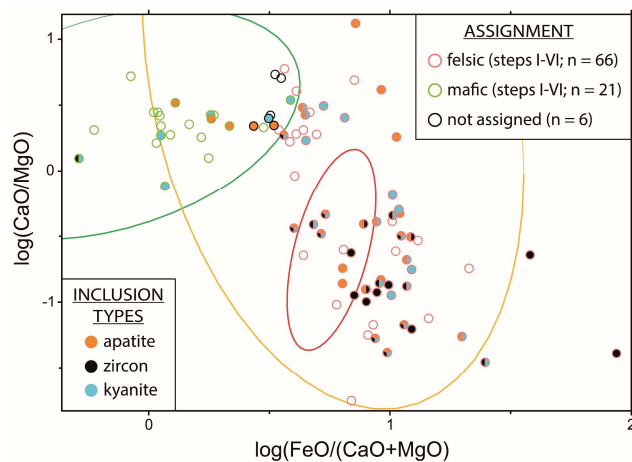 1
0
-1
log(CaO/MgO)
ASSIGNMENT
felsic (steps I-VI; n = 66)
mafic (steps I-VI; n = 21)
not assigned (n = 6)
INCLUSION
TYPES
apatite
zircon
kyanite
0
1
2
log(FeO/(CaO+MgO)